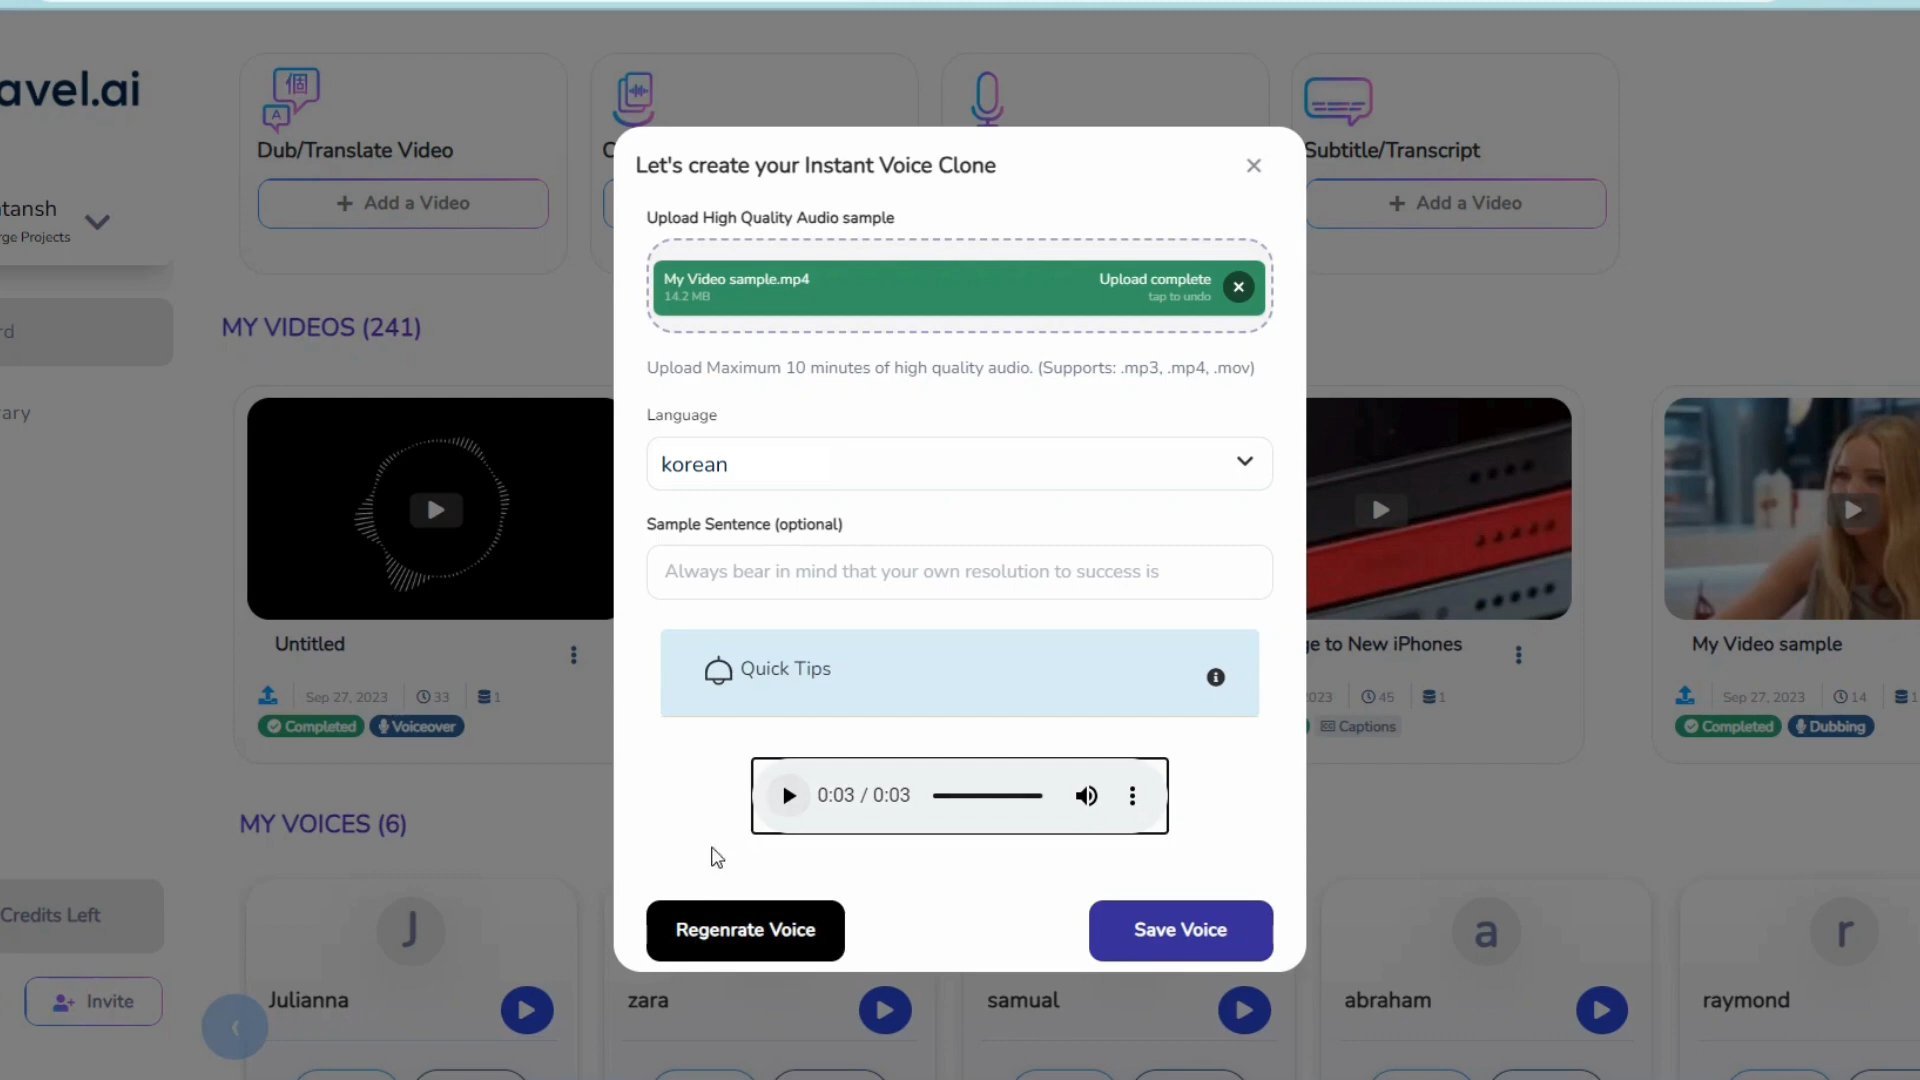 avel.ai
tansh
rge Projects
rd
ary
Credits Left
Invite
Dub/Translate Video
+ Add a Video
Subtitle/Transcript
+ Add a Video
MY VIDEOS (241)
Untitled
Sep 27, 2023
33
1
Completed
Voiceover
ge to New iPhones
2023
45
1
Captions
My Video sample
Sep 27, 2023
14
1
Completed
Dubbing
MY VOICES (6)
J
Julianna
zara
samual
a
abraham
r
raymond
Let's create your Instant Voice Clone
Upload High Quality Audio sample
My Video sample.mp4
14.2 MB
Upload complete
tap to undo
Upload Maximum 10 minutes of high quality audio. (Supports: .mp3, .mp4, .mov)
Language
korean
Sample Sentence (optional)
Always bear in mind that your own resolution to success is
Quick Tips
0:03 / 0:03
Regenrate Voice
Save Voice